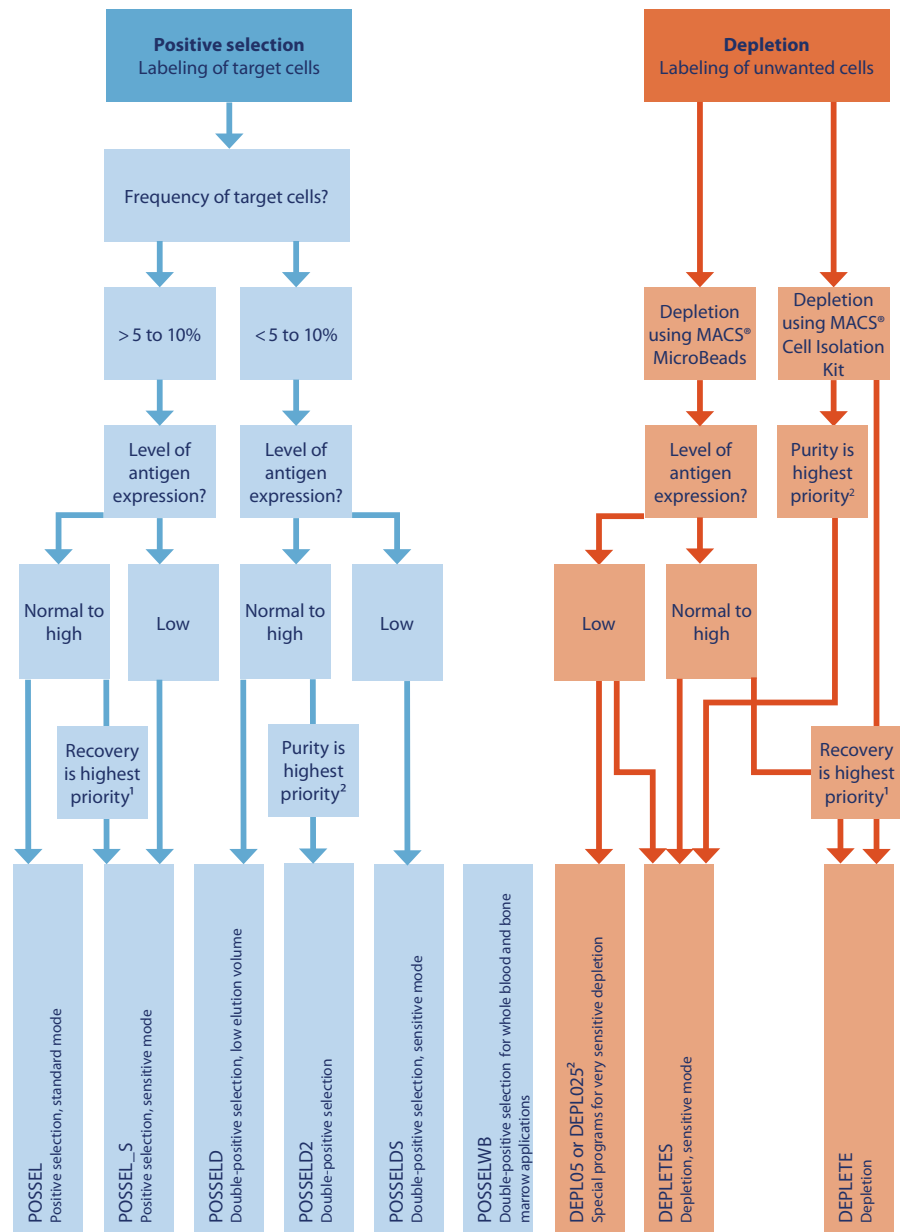 Positive selection
Labeling of target cells
Depletion
Labeling of unwanted cells
Frequency of target cells?
> 5 to 10%
< 5 to 10%
Depletion
using MACS®
MicroBeads
Depletion
using MACS®
Cell Isolation
Kit
Level of
antigen
expression?
Level of
antigen
expression?
Level of
antigen
expression?
Purity is
highest
priority²
Normal to
high
Low
Normal to
high
Low
Low
Normal to
high
Recovery
is highest
priority¹
Purity is
highest
priority²
Recovery
is highest
priority¹
POSSEL
Positive selection, standard mode
POSSEL_S
Positive selection, sensitive mode
POSSELD
Double-positive selection, low elution volume
POSSELD2
Double-positive selection
POSSELDS
Double-positive selection, sensitive mode
POSSELWB
Double-positive selection for whole blood and bone
marrow applications
DEPL05 or DEPL025²
Special programs for very sensitive depletion
DEPLETES
Depletion, sensitive mode
DEPLETE
Depletion